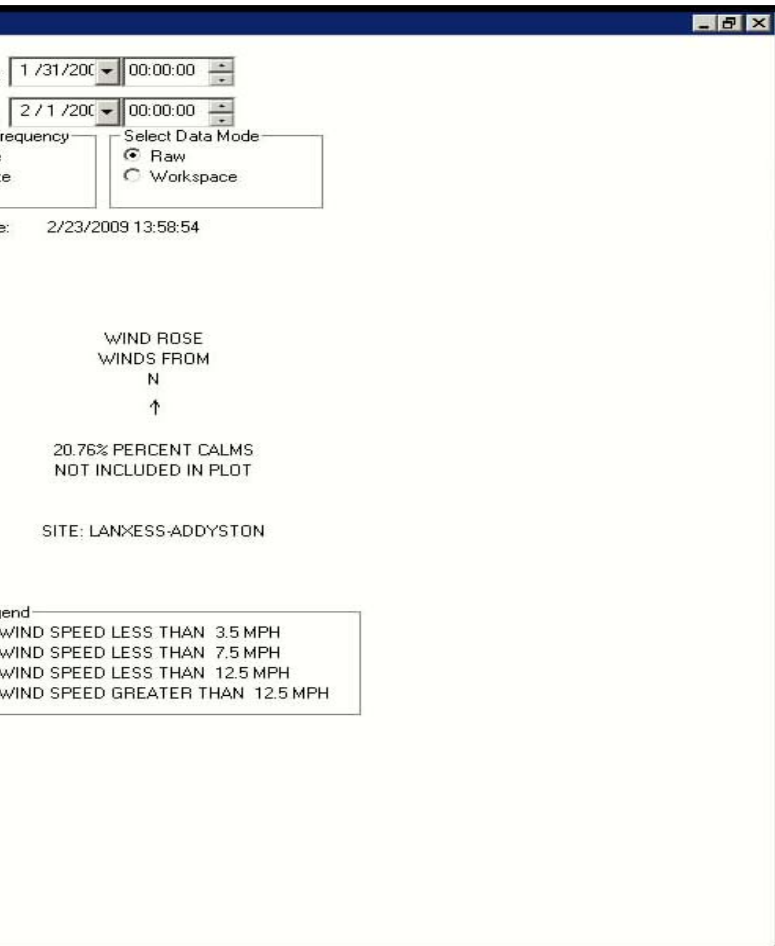 1 /31/200 00:00:00
2 / 1 /200 00:00:00
requency Select Data Mode
Raw
te Workspace
e: 2/23/2009 13:58:54
WIND ROSE
WINDS FROM
N
20.76% PERCENT CALMS
NOT INCLUDED IN PLOT
SITE: LANXESS-ADDYSTON
gend
WIND SPEED LESS THAN 3.5 MPH
WIND SPEED LESS THAN 7.5 MPH
WIND SPEED LESS THAN 12.5 MPH
WIND SPEED GREATER THAN 12.5 MPH